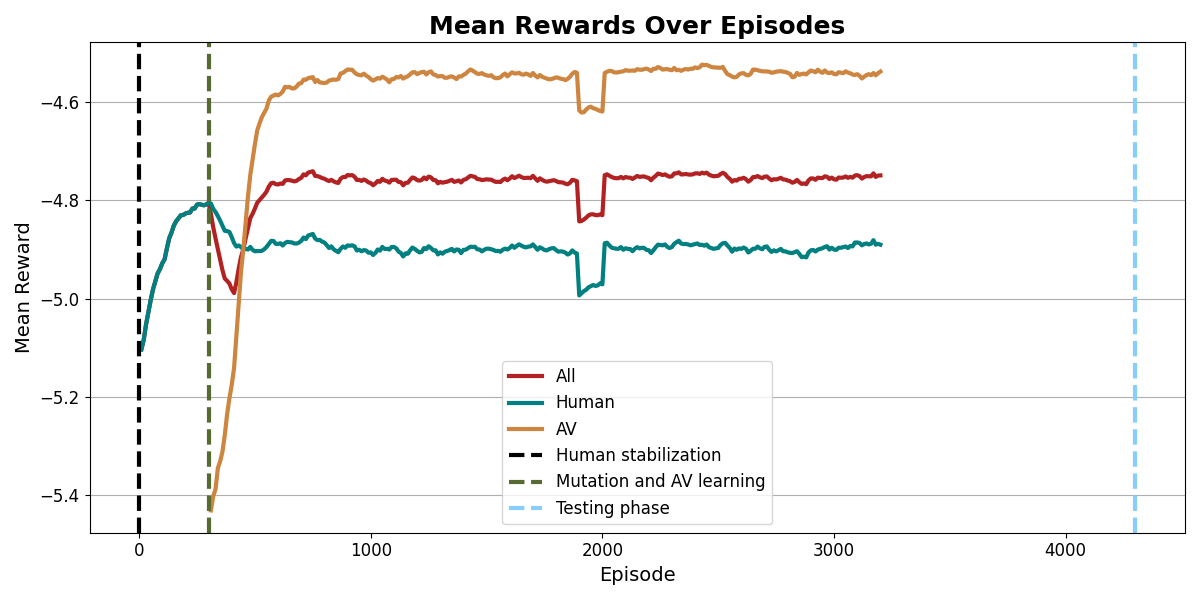 Mean Rewards Over Episodes
Mean Reward
−4.6
−4.8
−5.0
−5.2
−5.4
All
Human
AV
Human stabilization
Mutation and AV learning
Testing phase
0 1000 2000 3000 4000
Episode